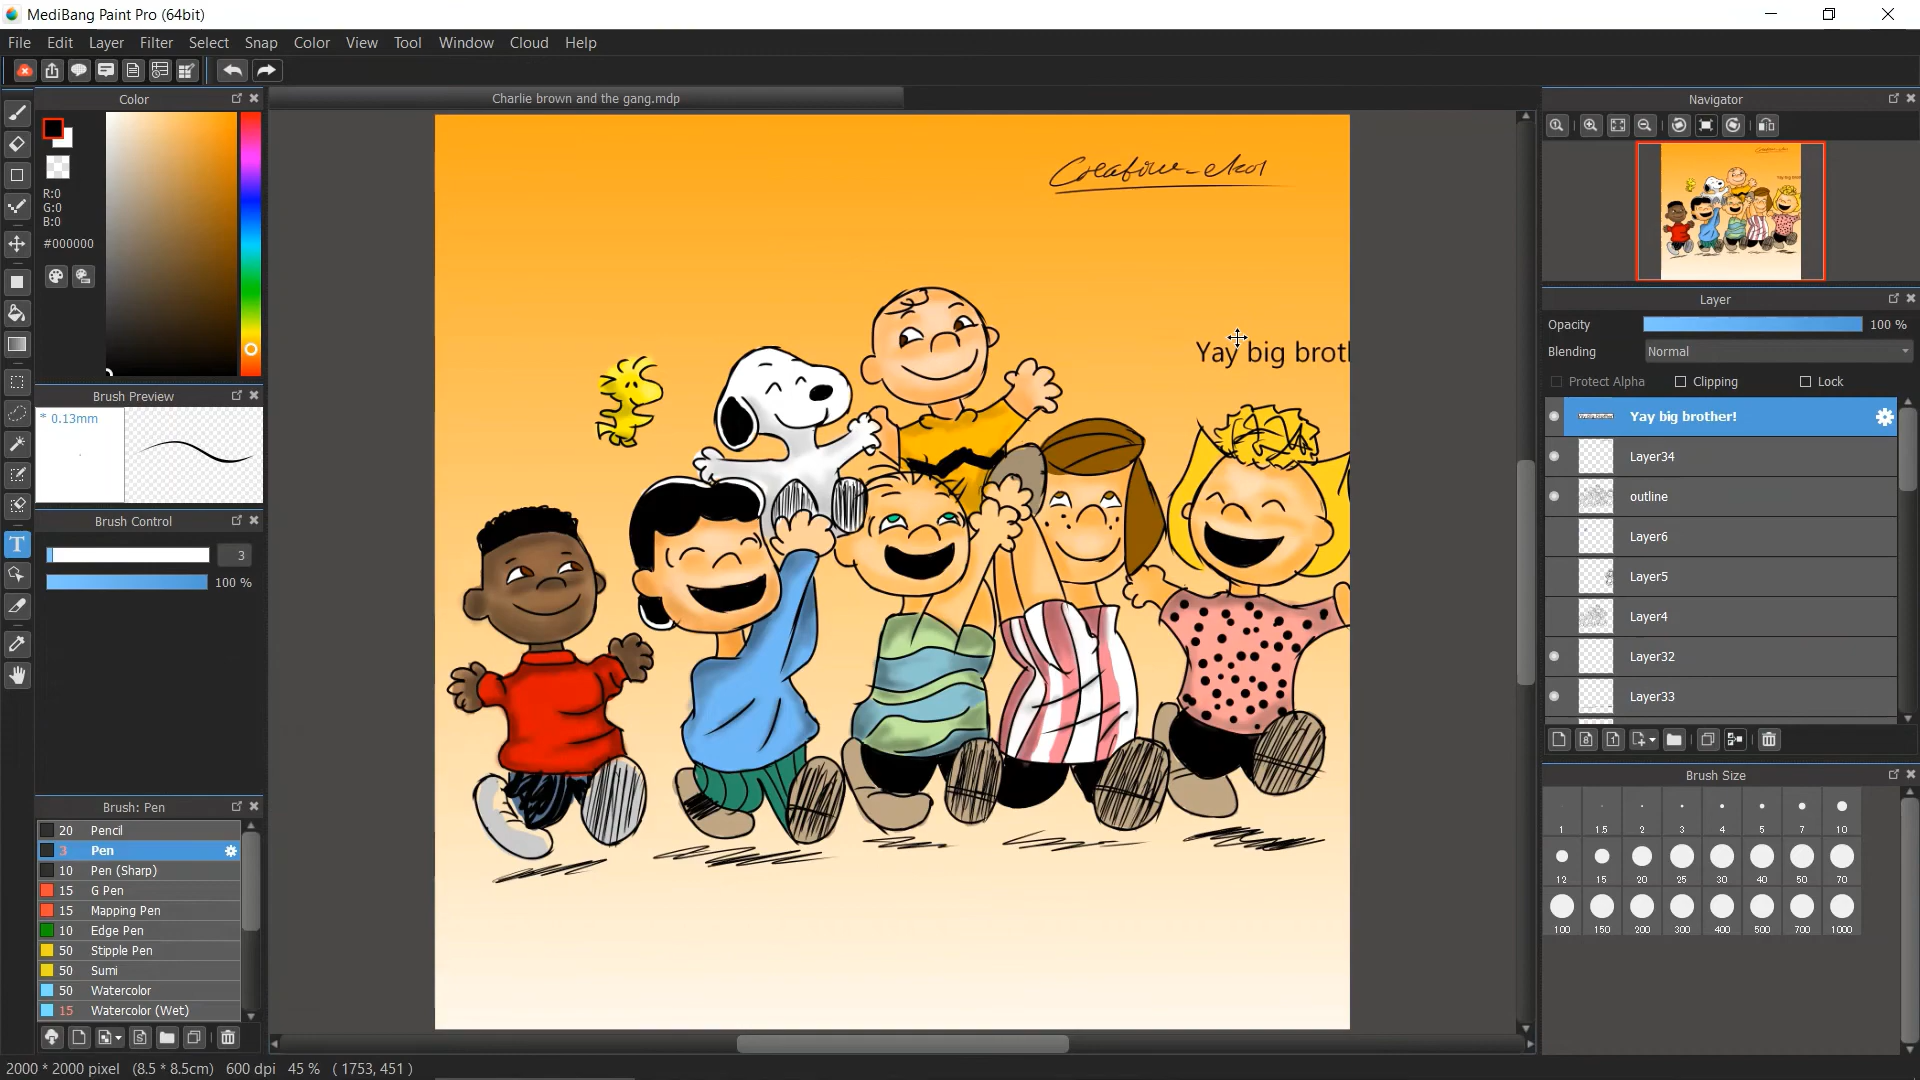 MediBang Paint Pro (64bit)
File Edit Layer Filter Select Snap Color View Tool Window Cloud Help
Color
Charlie brown and the gang.mdp
Navigator
R:0
G:0
B:0
#000000
Yay big broth
Layer
Opacity 100 %
Blending Normal
Protect Alpha Clipping Lock
Yay big brother!
Layer34
outline
Layer6
Layer5
Layer4
Layer32
Layer33
Brush Preview
* 0.13mm
Brush Control
3
100 %
Brush: Pen
20 Pencil
3 Pen
10 Pen (Sharp)
15 G Pen
15 Mapping Pen
10 Edge Pen
50 Stipple Pen
50 Sumi
50 Watercolor
15 Watercolor (Wet)
Brush Size
1 1.5 2 3 4 5 7 10
12 15 20 25 30 40 50 70
100 150 200 300 400 500 700 1000
2000 * 2000 pixel (8.5 * 8.5cm) 600 dpi 45 % ( 1753, 451 )